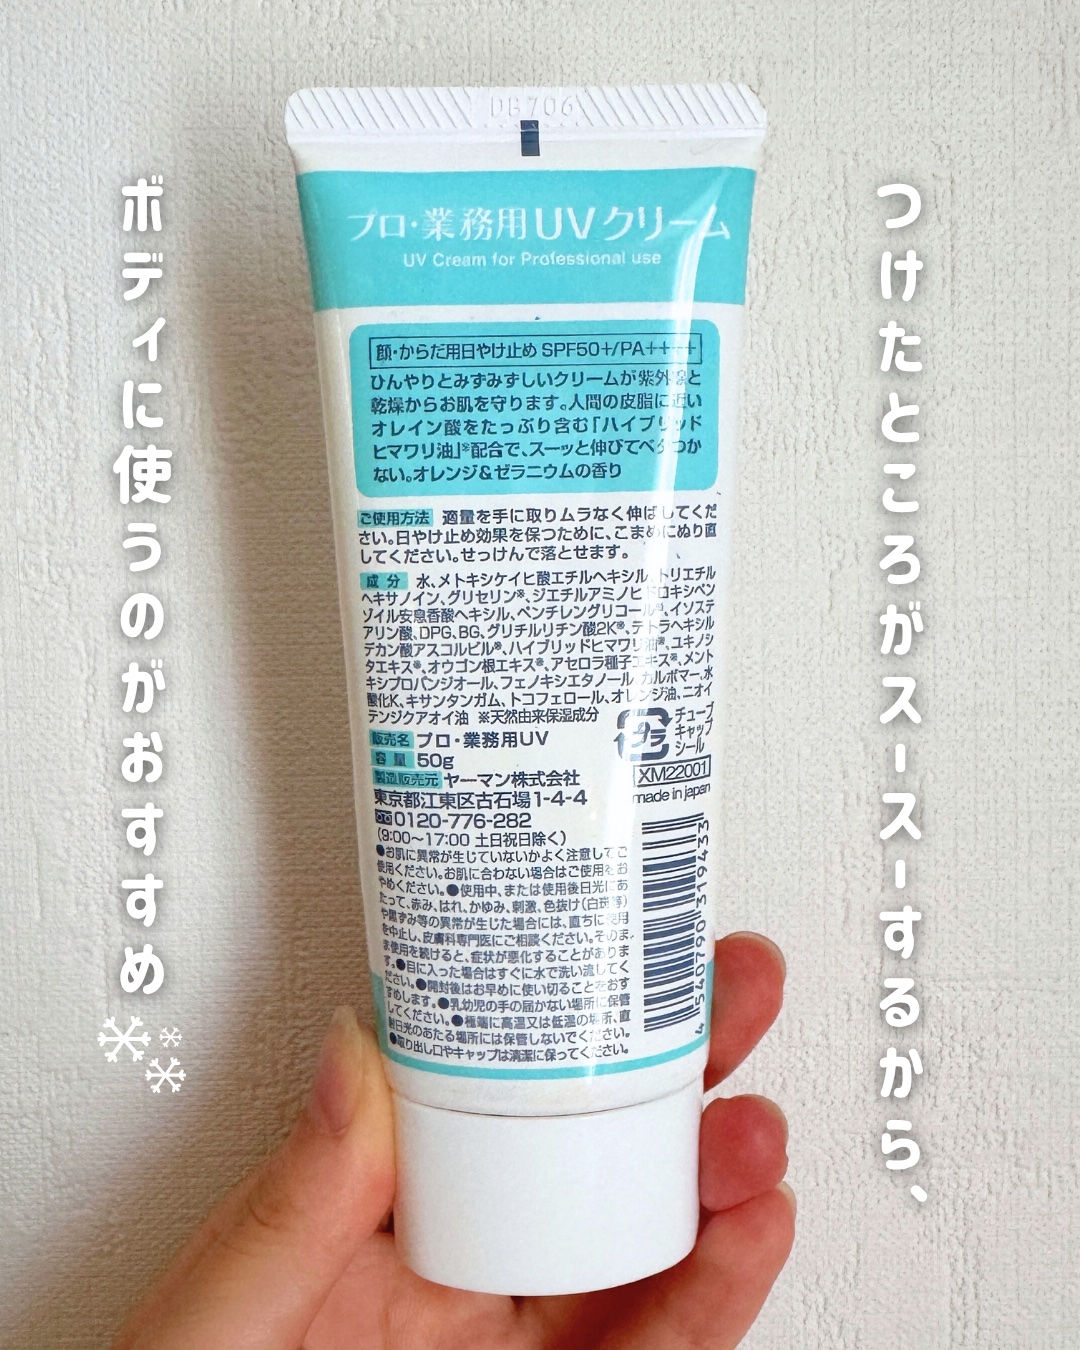 つけたところがスースーするから、
ボディに使うのがおすすめ
DB706
プロ・業務用UVクリーム
UV Cream for Professional use
顔・からだ用日やけ止め SPF50+/PA++++
ひんやりとみずみずしいクリームが紫外線と
乾燥からお肌を守ります。人間の皮脂に近い
オレイン酸をたっぷり含む「ハイブリッド
ヒマワリ油」※配合で、スーッと伸びてベタつか
ない。オレンジ&ゼラニウムの香り
ご使用方法 適量を手に取りムラなく伸ばしてくだ
さい。日やけ止め効果を保つために、こまめにぬり直
してください。せっけんで落とせます。
成分 水、メトキシケイヒ酸エチルヘキシル、トリエチル
ヘキサノイン、グリセリン※、ジエチルアミノヒドロキシベン
ゾイル安息香酸ヘキシル、ペンチレングリコール※、イソステ
アリン酸、DPG、BG、グリチルリチン酸2K※、テトラヘキシル
デカン酸アスコルビル※、ハイブリッドヒマワリ油※、ユキノシ
タエキス※、オウゴン根エキス※、アセロラ種子エキス※、メント
キシプロパンジオール、フェノキシエタノール、カルボマー、水
酸化K、キサンタンガム、トコフェロール、オレンジ油、ニオイ
テンジクアオイ油 ※天然由来保湿成分
販売名 プロ・業務用UV
容量 50g
製造販売元 ヤーマン株式会社
東京都江東区古石場1-4-4
0120-776-282
(9:00〜17:00 土日祝日除く)
プラ
チューブ
キャップ
シール
XM22001
made in japan
●お肌に異常が生じていないかよく注意してご
使用ください。お肌に合わない場合はご使用をお
やめください。●使用中、または使用後日光にあ
たって、赤み、はれ、かゆみ、刺激、色抜け(白斑等)
や黒ずみ等の異常が生じた場合には、直ちに使用
を中止し、皮膚科専門医にご相談ください。そのま
ま使用を続けると、症状が悪化することがありま
す。●目に入った場合はすぐに水で洗い流してく
ださい。●開封後はお早めに使い切ることをおす
すめします。●乳幼児の手の届かない場所に保管
してください。●極端に高温又は低温の場所、直
射日光のあたる場所には保管しないでください。
●取り出し口やキャップは清潔に保ってください。
4 540790 319433